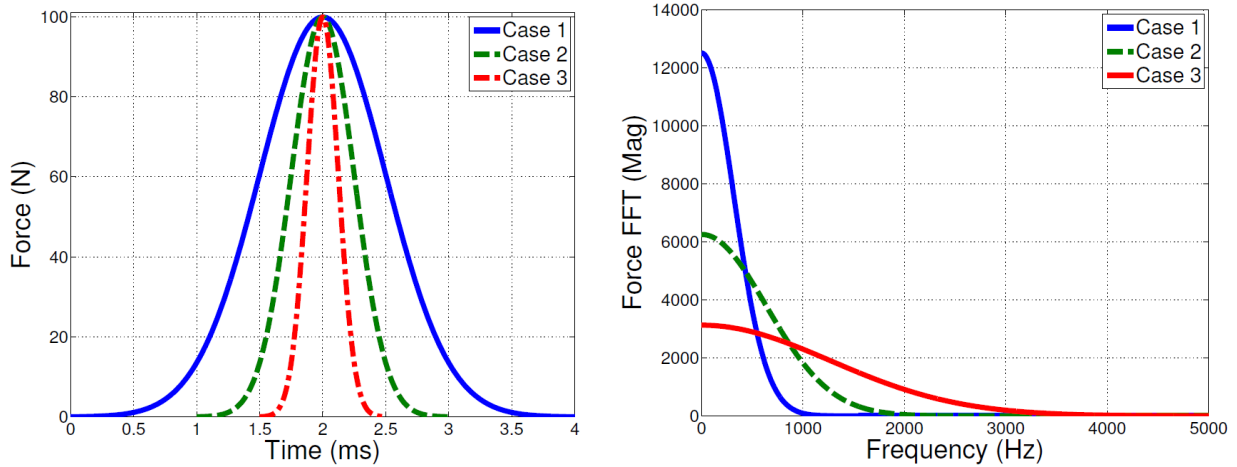 Force (N)
100
80
60
40
20
0
0 0.5 1 1.5 2 2.5 3 3.5 4
Time (ms)
Case 1
Case 2
Case 3
Force FFT (Mag)
14000
12000
10000
8000
6000
4000
2000
0
0 1000 2000 3000 4000 5000
Frequency (Hz)
Case 1
Case 2
Case 3